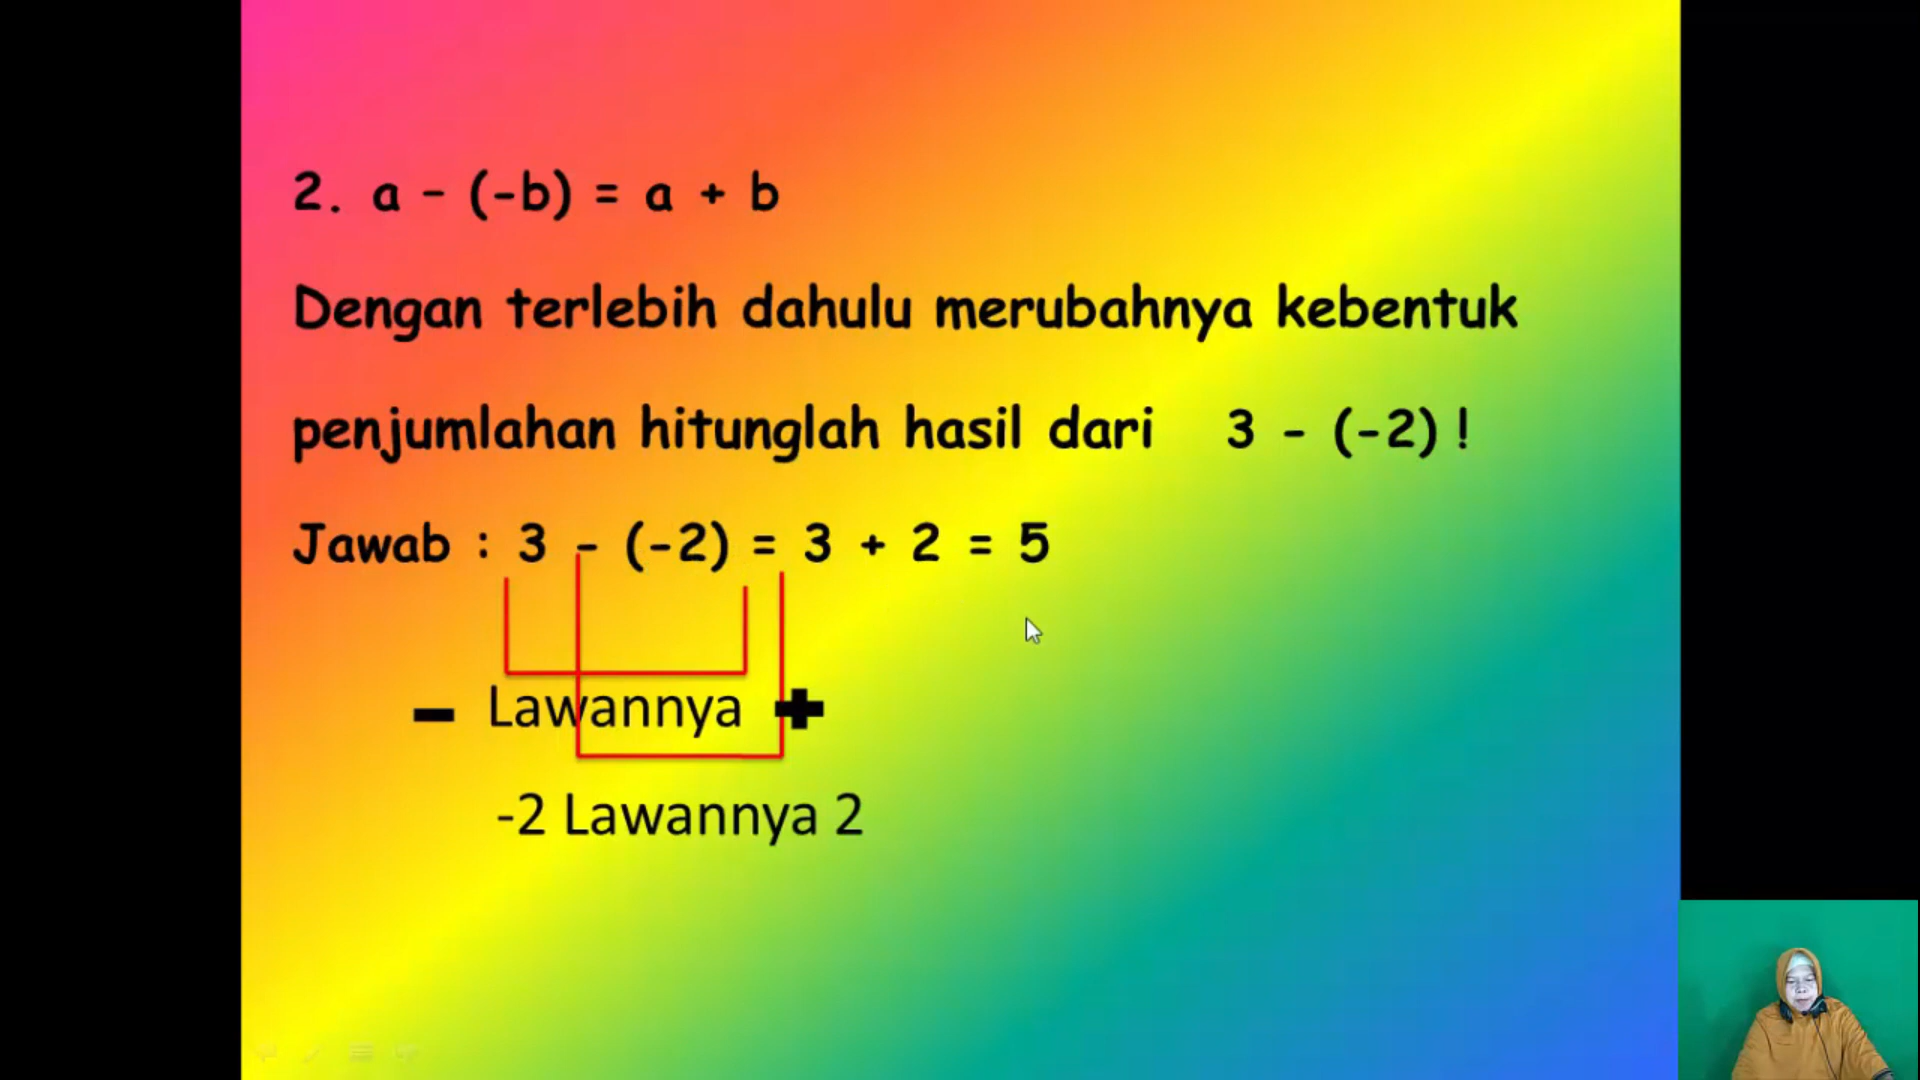 2. a – (-b) = a + b
Dengan terlebih dahulu merubahnya kebentuk
penjumlahan hitunglah hasil dari 3 - (-2) !
Jawab : 3 - (-2) = 3 + 2 = 5
- Lawannya +
-2 Lawannya 2